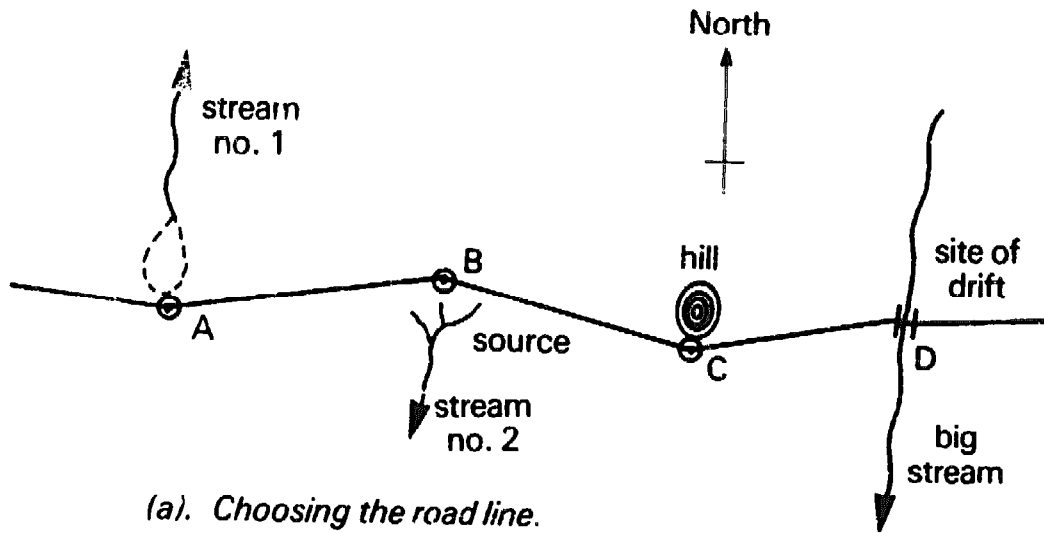 North
stream
no. 1
B
hill
site of
drift
A
source
C
D
stream
no. 2
big
stream
(a). Choosing the road line.